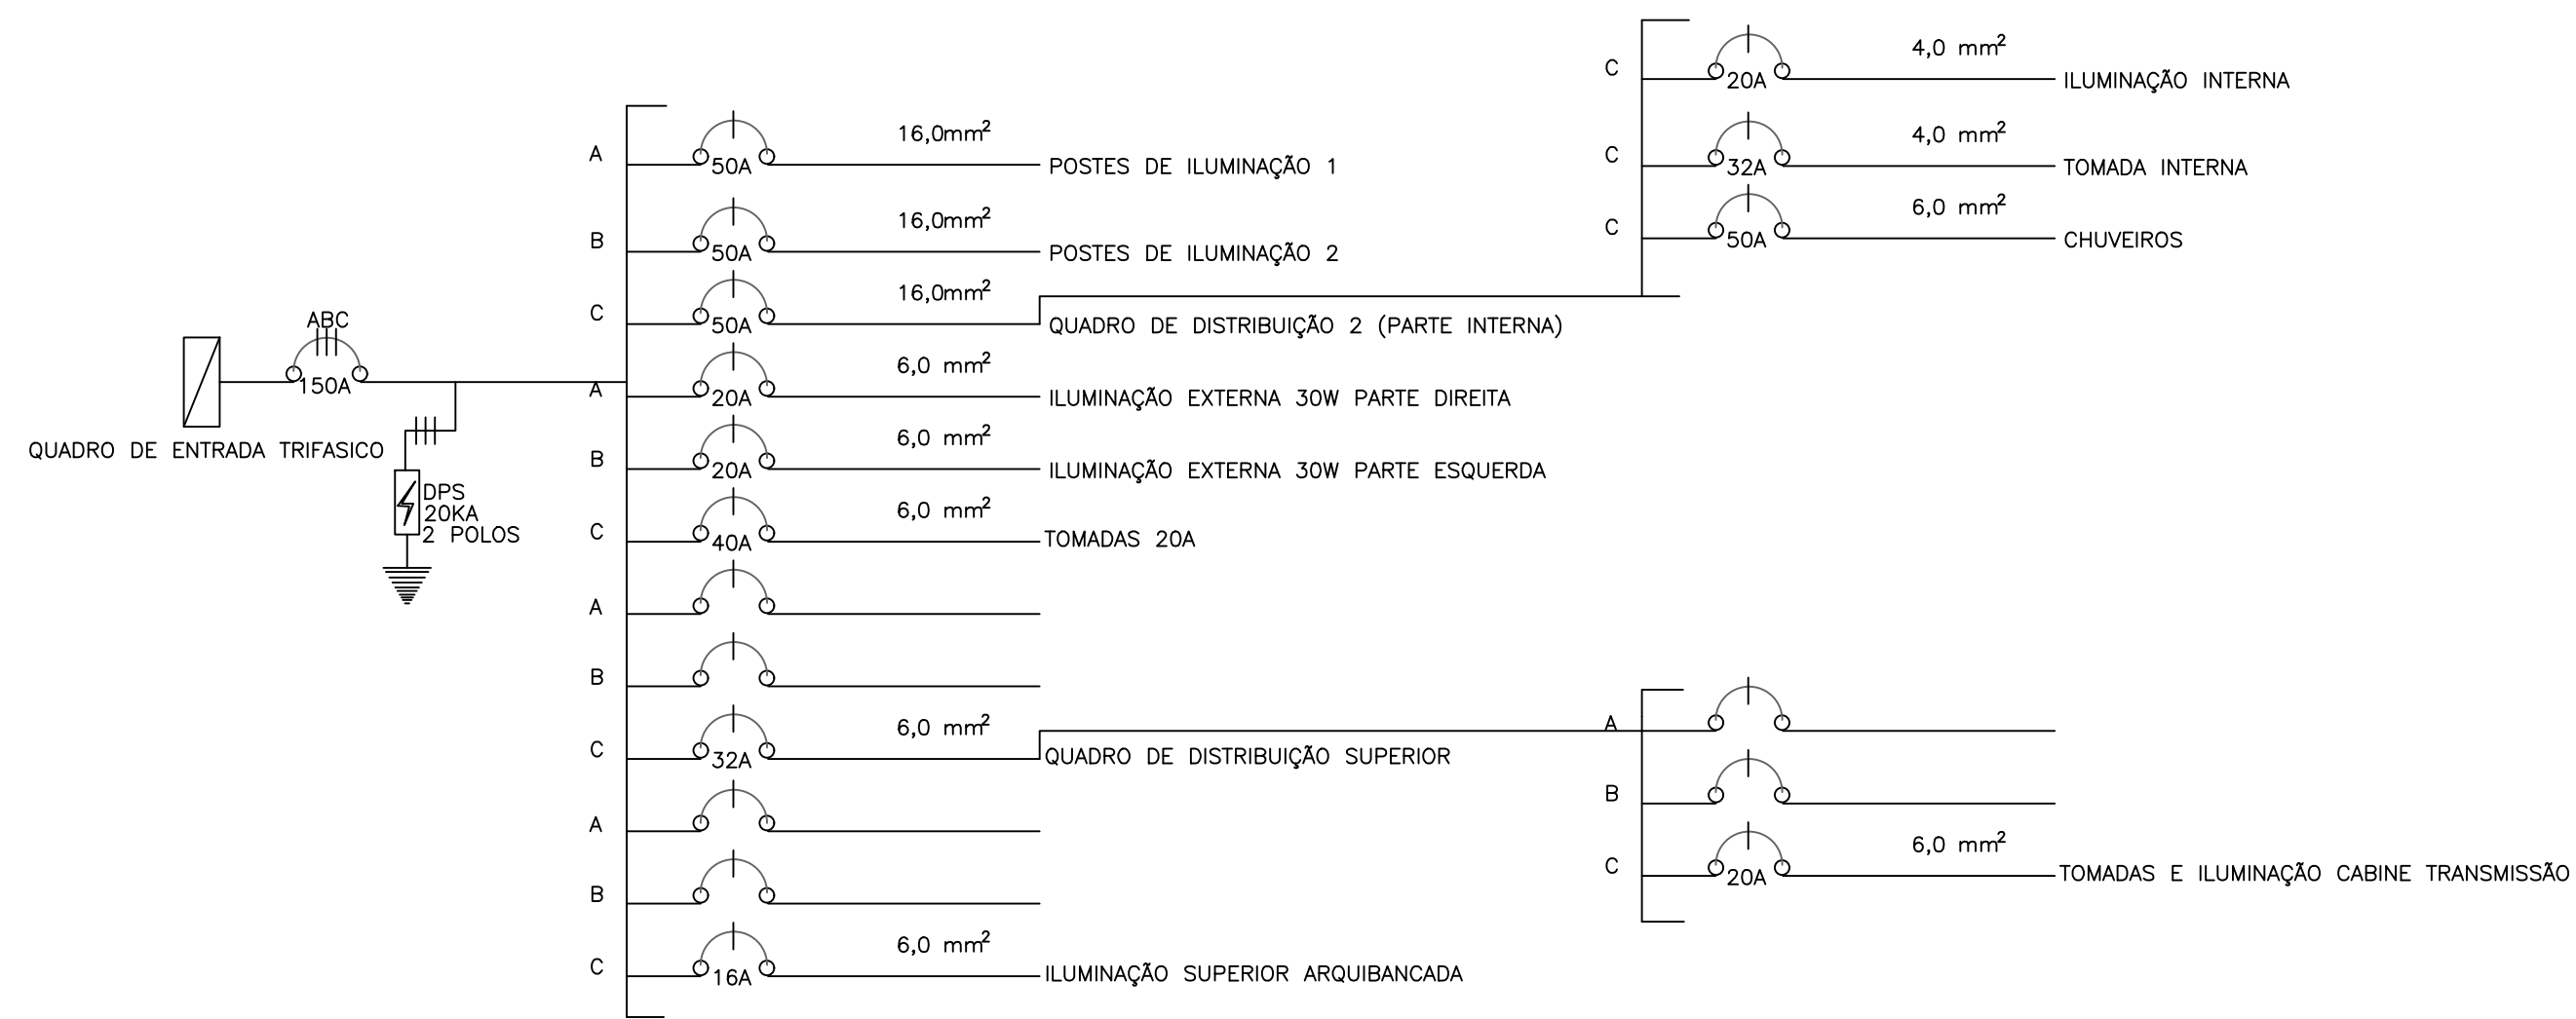 QUADRO DE ENTRADA TRIFASICO
ABC
150A
DPS
20KA
2 POLOS
A 50A 16,0mm² POSTES DE ILUMINAÇÃO 1
B 50A 16,0mm² POSTES DE ILUMINAÇÃO 2
C 50A 16,0mm² QUADRO DE DISTRIBUIÇÃO 2 (PARTE INTERNA)
A 20A 6,0 mm² ILUMINAÇÃO EXTERNA 30W PARTE DIREITA
B 20A 6,0 mm² ILUMINAÇÃO EXTERNA 30W PARTE ESQUERDA
C 40A 6,0 mm² TOMADAS 20A
A
B
C 32A 6,0 mm² QUADRO DE DISTRIBUIÇÃO SUPERIOR
A
B
C 16A 6,0 mm² ILUMINAÇÃO SUPERIOR ARQUIBANCADA
C 20A 4,0 mm² ILUMINAÇÃO INTERNA
C 32A 4,0 mm² TOMADA INTERNA
C 50A 6,0 mm² CHUVEIROS
A
B
C 20A 6,0 mm² TOMADAS E ILUMINAÇÃO CABINE TRANSMISSÃO